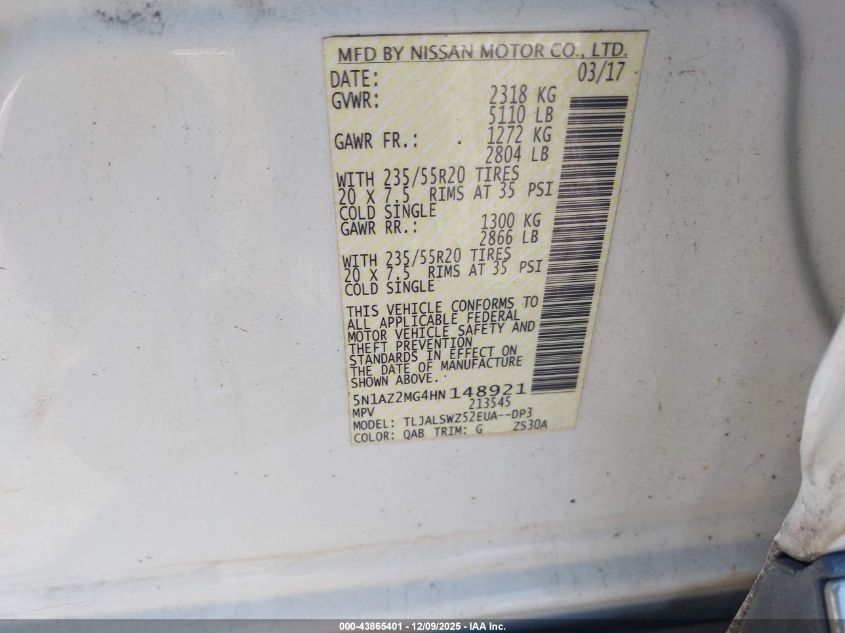 MFD BY NISSAN MOTOR CO., LTD.
DATE: 03/17
GVWR: 2318 KG
5110 LB
GAWR FR.: 1272 KG
2804 LB
WITH 235/55R20 TIRES
20 X 7.5 RIMS AT 35 PSI
COLD SINGLE
GAWR RR.: 1300 KG
2866 LB
WITH 235/55R20 TIRES
20 X 7.5 RIMS AT 35 PSI
COLD SINGLE
THIS VEHICLE CONFORMS TO
ALL APPLICABLE FEDERAL
MOTOR VEHICLE SAFETY AND
THEFT PREVENTION
STANDARDS IN EFFECT ON
THE DATE OF MANUFACTURE
SHOWN ABOVE.
5N1AZ2MG4HN148921
MPV 213545
MODEL: TLJALSWZ52EUA--DP3
COLOR: QAB TRIM: G ZS30A
000-43865401 - 12/09/2025 - IAA Inc.